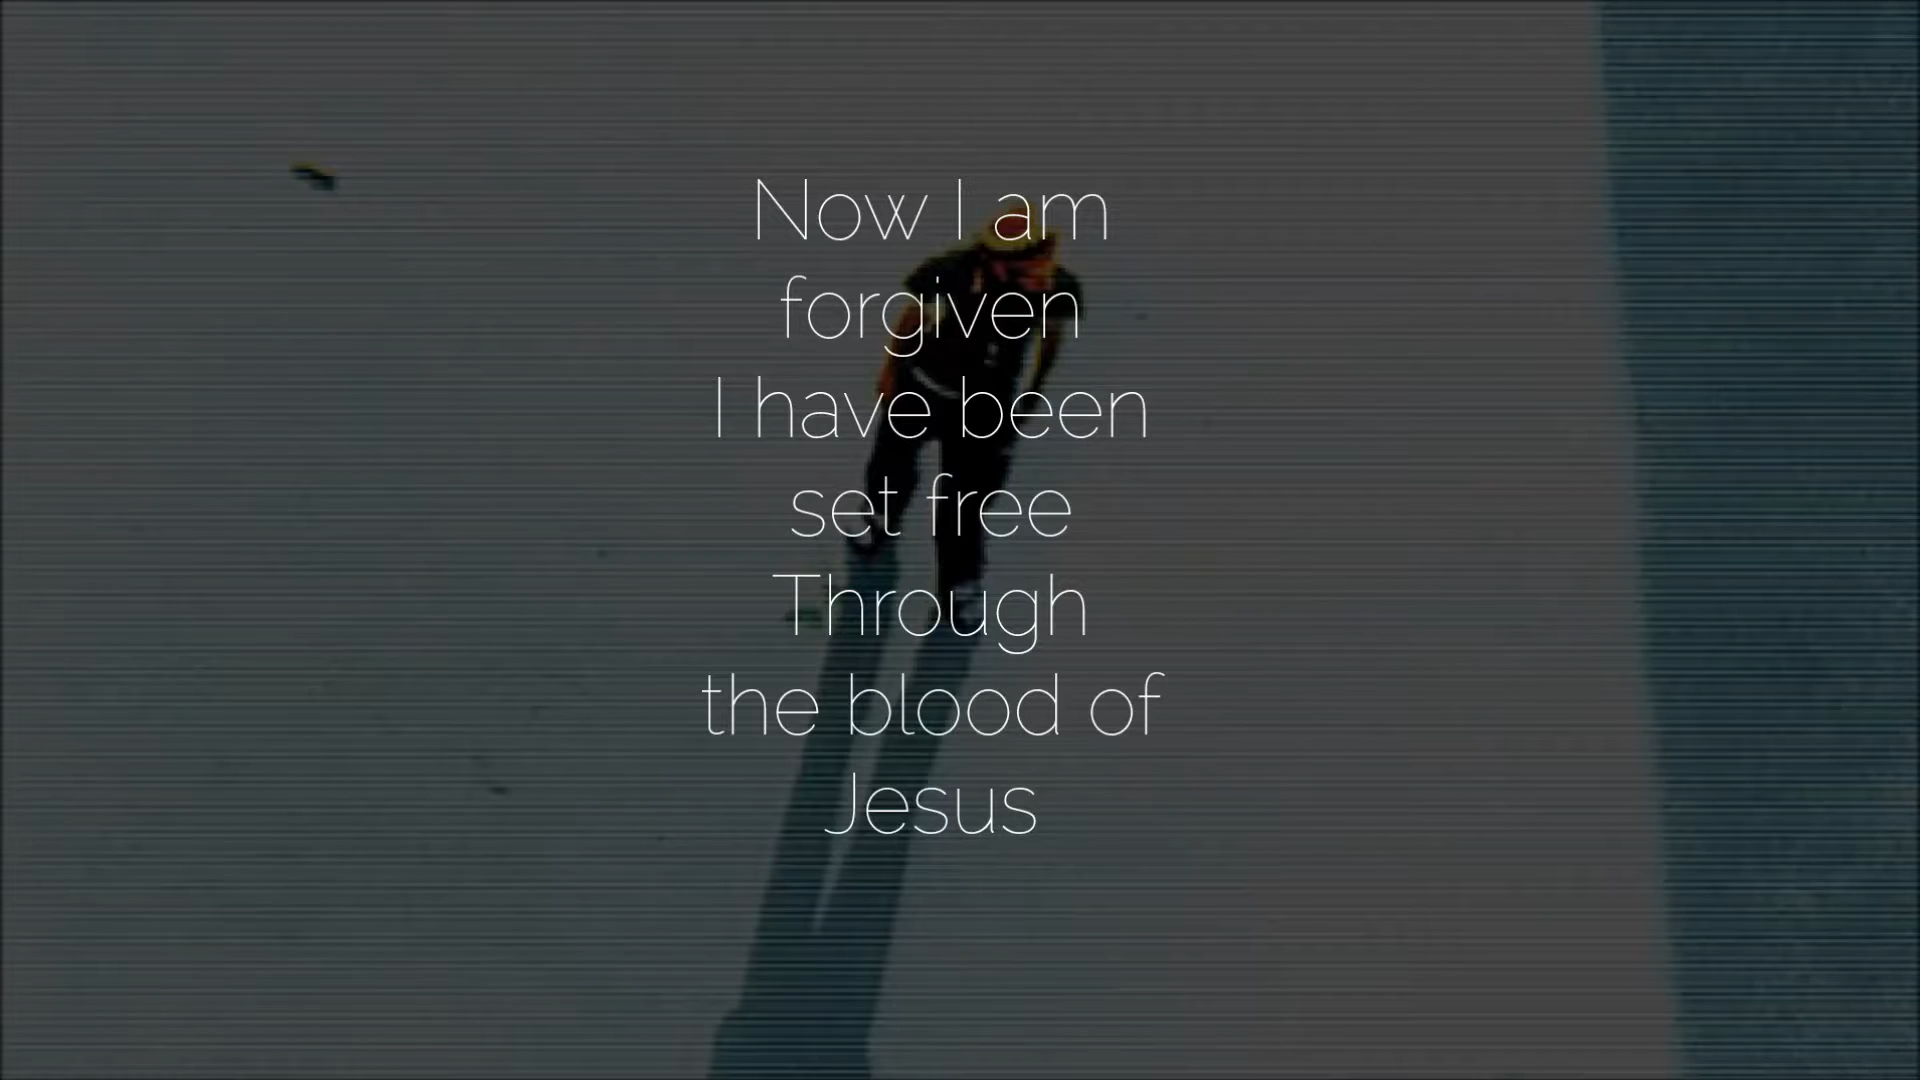 Now I am
forgiven
I have been
set free
Through
the blood of
Jesus